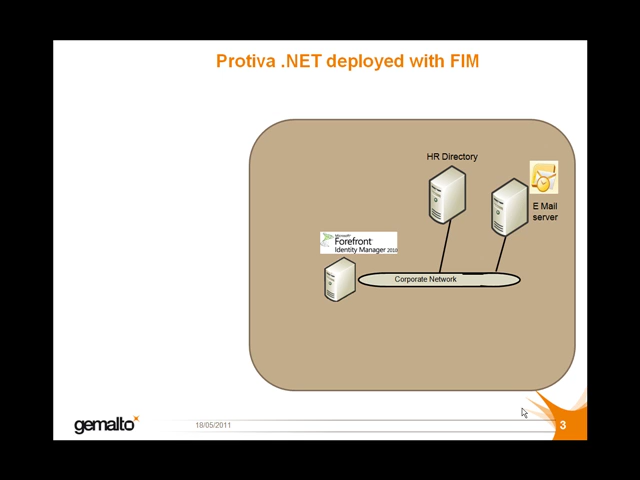 Protiva .NET deployed with FIM
HR Directory
E Mail
server
Microsoft
Forefront
Identity Manager 2010
Corporate Network
gemalto
18/05/2011
3